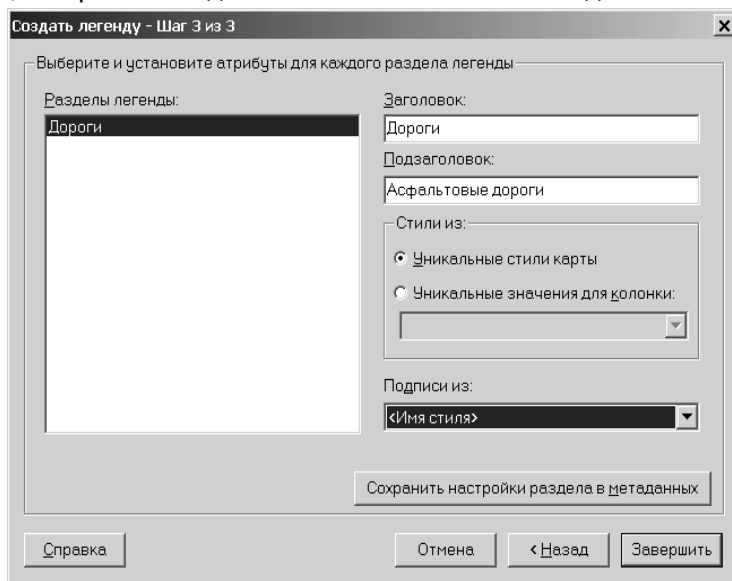 Создать легенду - Шаг 3 из 3
Выберите и установите атрибуты для каждого раздела легенды
Разделы легенды:
Дороги
Заголовок:
Дороги
Подзаголовок:
Асфальтовые дороги
Стили из:
Уникальные стили карты
Уникальные значения для колонки:
Подписи из:
<Имя стиля>
Сохранить настройки раздела в метаданных
Справка
Отмена
< Назад
Завершить